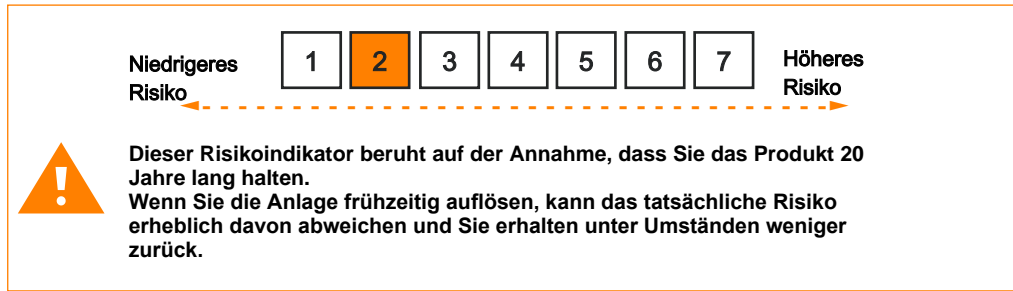 Niedrigeres
Risiko
1 2 3 4 5 6 7
Höheres
Risiko
!
Dieser Risikoindikator beruht auf der Annahme, dass Sie das Produkt 20
Jahre lang halten.
Wenn Sie die Anlage frühzeitig auflösen, kann das tatsächliche Risiko
erheblich davon abweichen und Sie erhalten unter Umständen weniger
zurück.